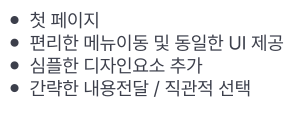 ● 첫 페이지
● 편리한 메뉴이동 및 동일한 UI 제공
● 심플한 디자인요소 추가
● 간략한 내용전달 / 직관적 선택